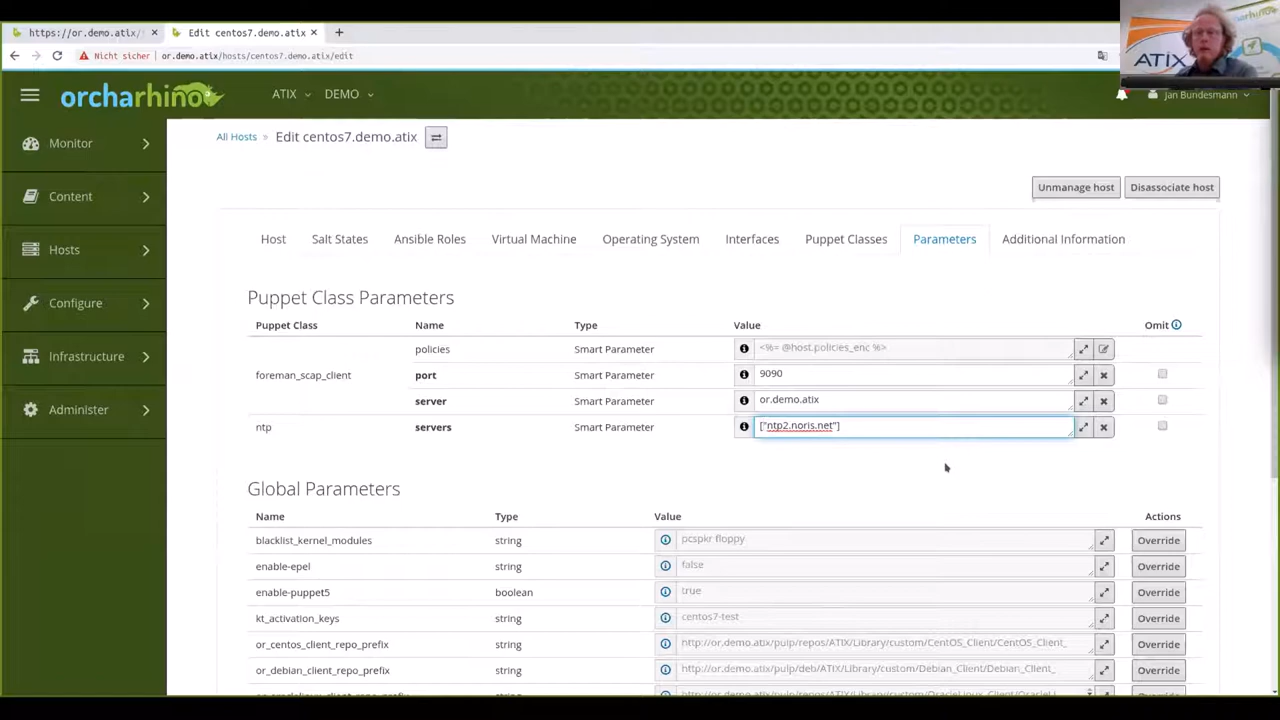 https://or.demo.atix/
Edit centos7.demo.atix
Nicht sicher or.demo.atix/hosts/centos7.demo.atix/edit
orcharhino
ATIX
orcharhino
ATIX DEMO
Jan Bundesmann
Monitor
Content
Hosts
Configure
Infrastructure
Administer
All Hosts » Edit centos7.demo.atix
Unmanage host Disassociate host
Host Salt States Ansible Roles Virtual Machine Operating System Interfaces Puppet Classes Parameters Additional Information
Puppet Class Parameters
Puppet Class Name Type Value Omit
policies Smart Parameter <%= @host.policies_enc %>
foreman_scap_client port Smart Parameter 9090
server Smart Parameter or.demo.atix
ntp servers Smart Parameter ["ntp2.noris.net"]
Global Parameters
Name Type Value Actions
blacklist_kernel_modules string pcspkr floppy Override
enable-epel string false Override
enable-puppet5 boolean true Override
kt_activation_keys string centos7-test Override
or_centos_client_repo_prefix string http://or.demo.atix/pulp/repos/ATIX/Library/custom/CentOS_Client/CentOS_Client_ Override
or_debian_client_repo_prefix string http://or.demo.atix/pulp/deb/ATIX/Library/custom/Debian_Client/Debian_Client_ Override